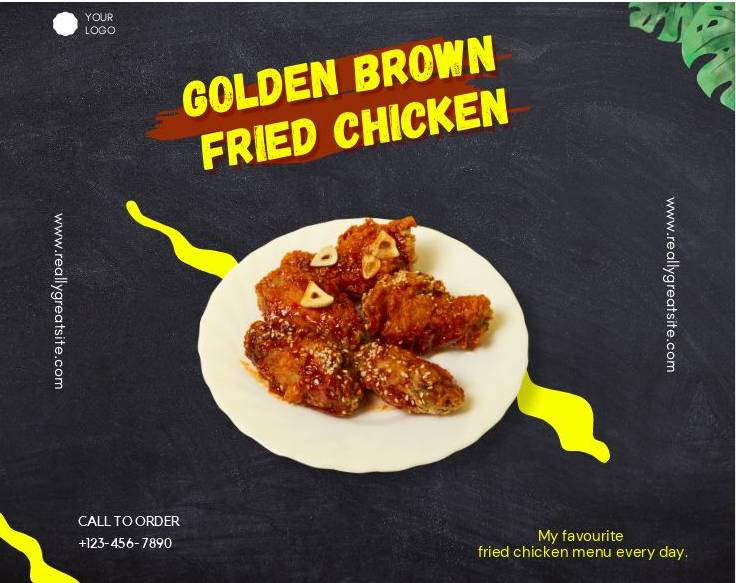 YOUR
LOGO
GOLDEN BROWN
FRIED CHICKEN
www.reallygreatsite.com
www.reallygreatsite.com
CALL TO ORDER
+123-456-7890
My favourite
fried chicken menu every day.